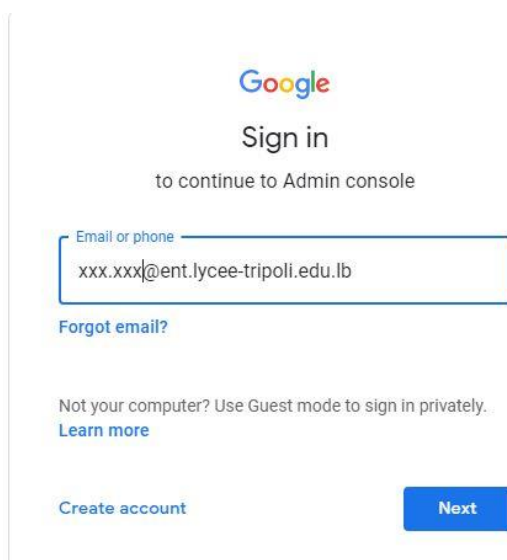 Google
Sign in
to continue to Admin console
Email or phone
xxx.xxx@ent.lycee-tripoli.edu.lb
Forgot email?
Not your computer? Use Guest mode to sign in privately.
Learn more
Create account
Next